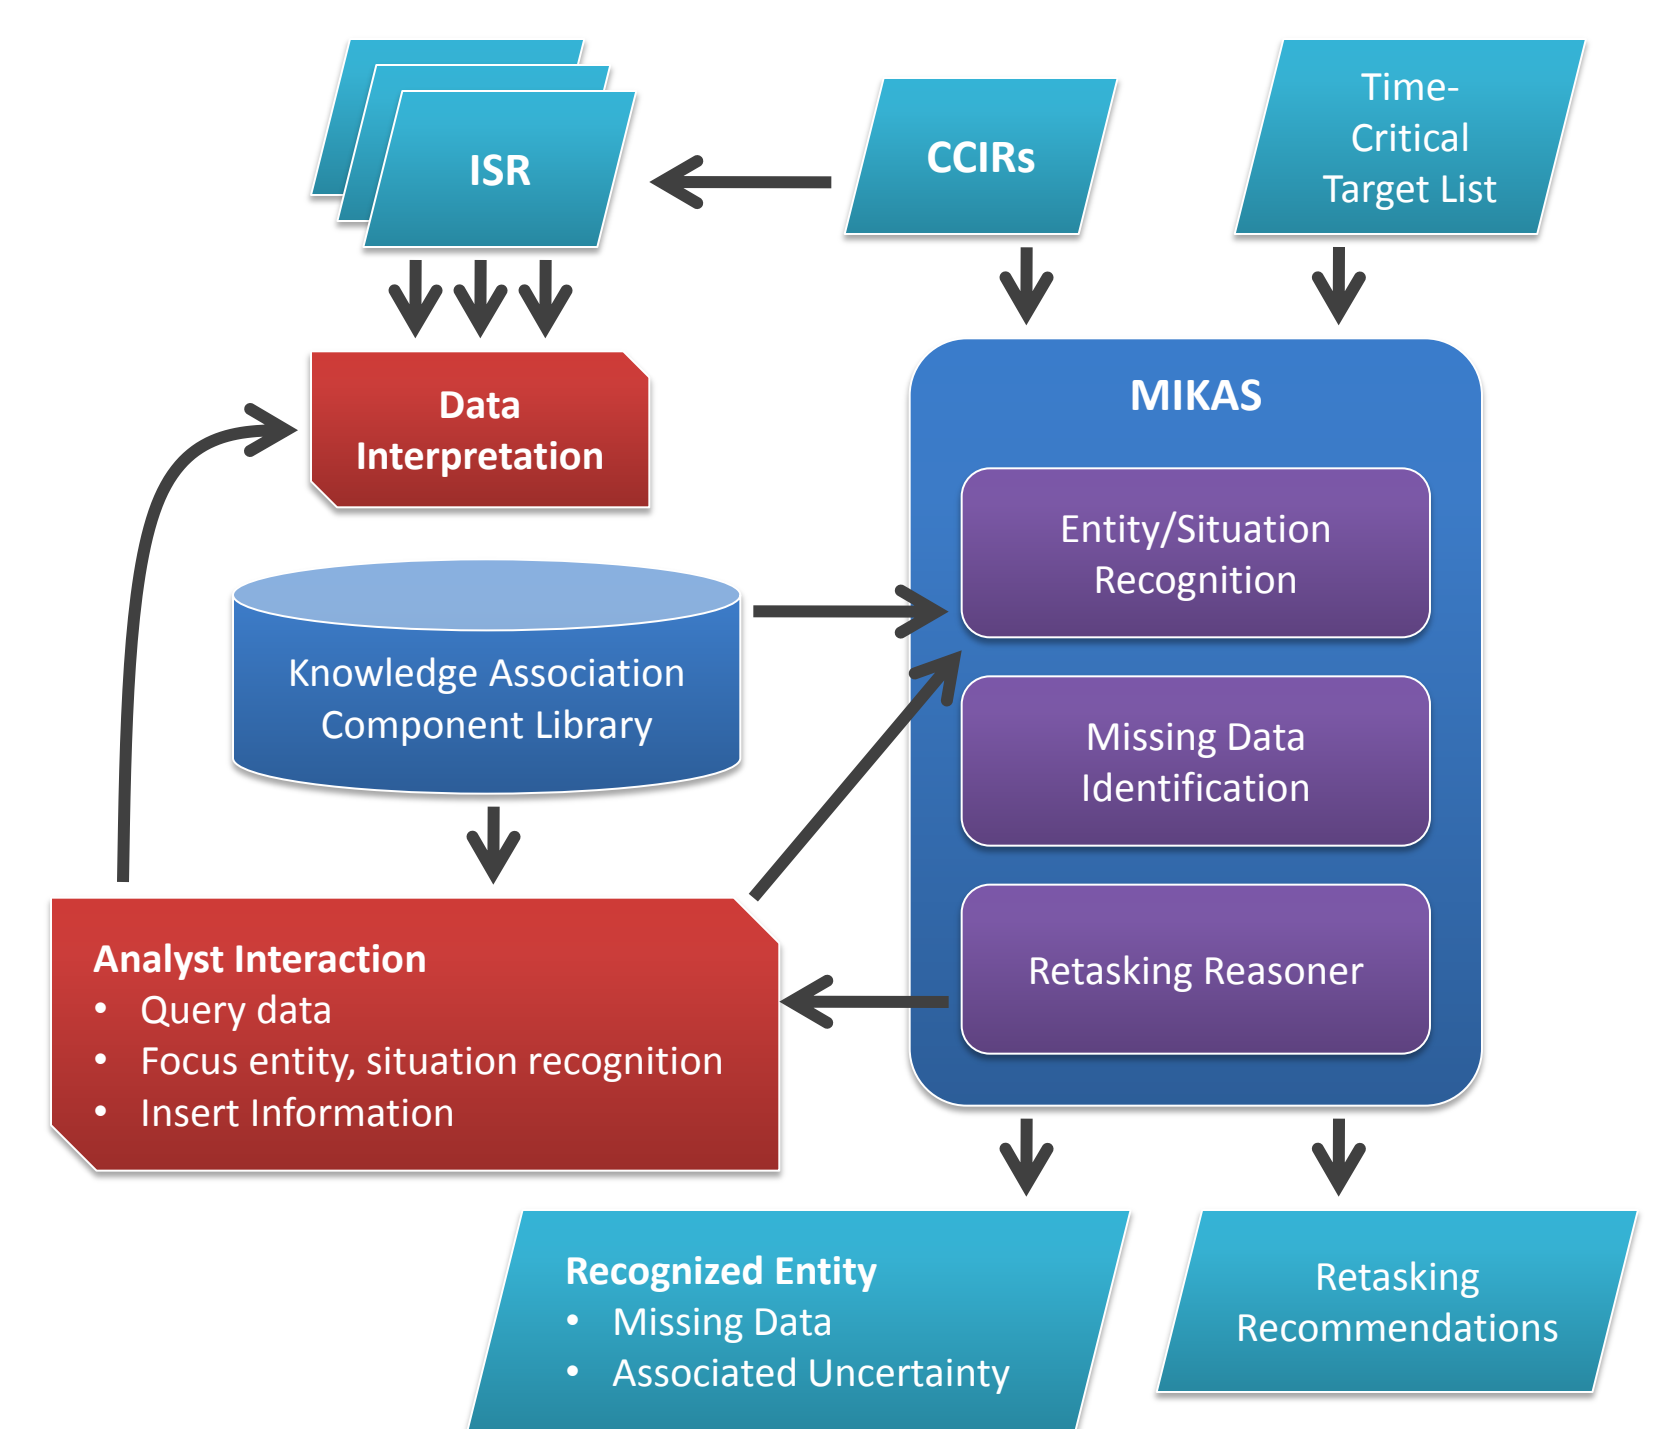 ISR
CCIRs
Time-
Critical
Target List
Data
Interpretation
MIKAS
Entity/Situation
Recognition
Knowledge Association
Component Library
Missing Data
Identification
Analyst Interaction
• Query data
• Focus entity, situation recognition
• Insert Information
Retasking Reasoner
Recognized Entity
• Missing Data
• Associated Uncertainty
Retasking
Recommendations